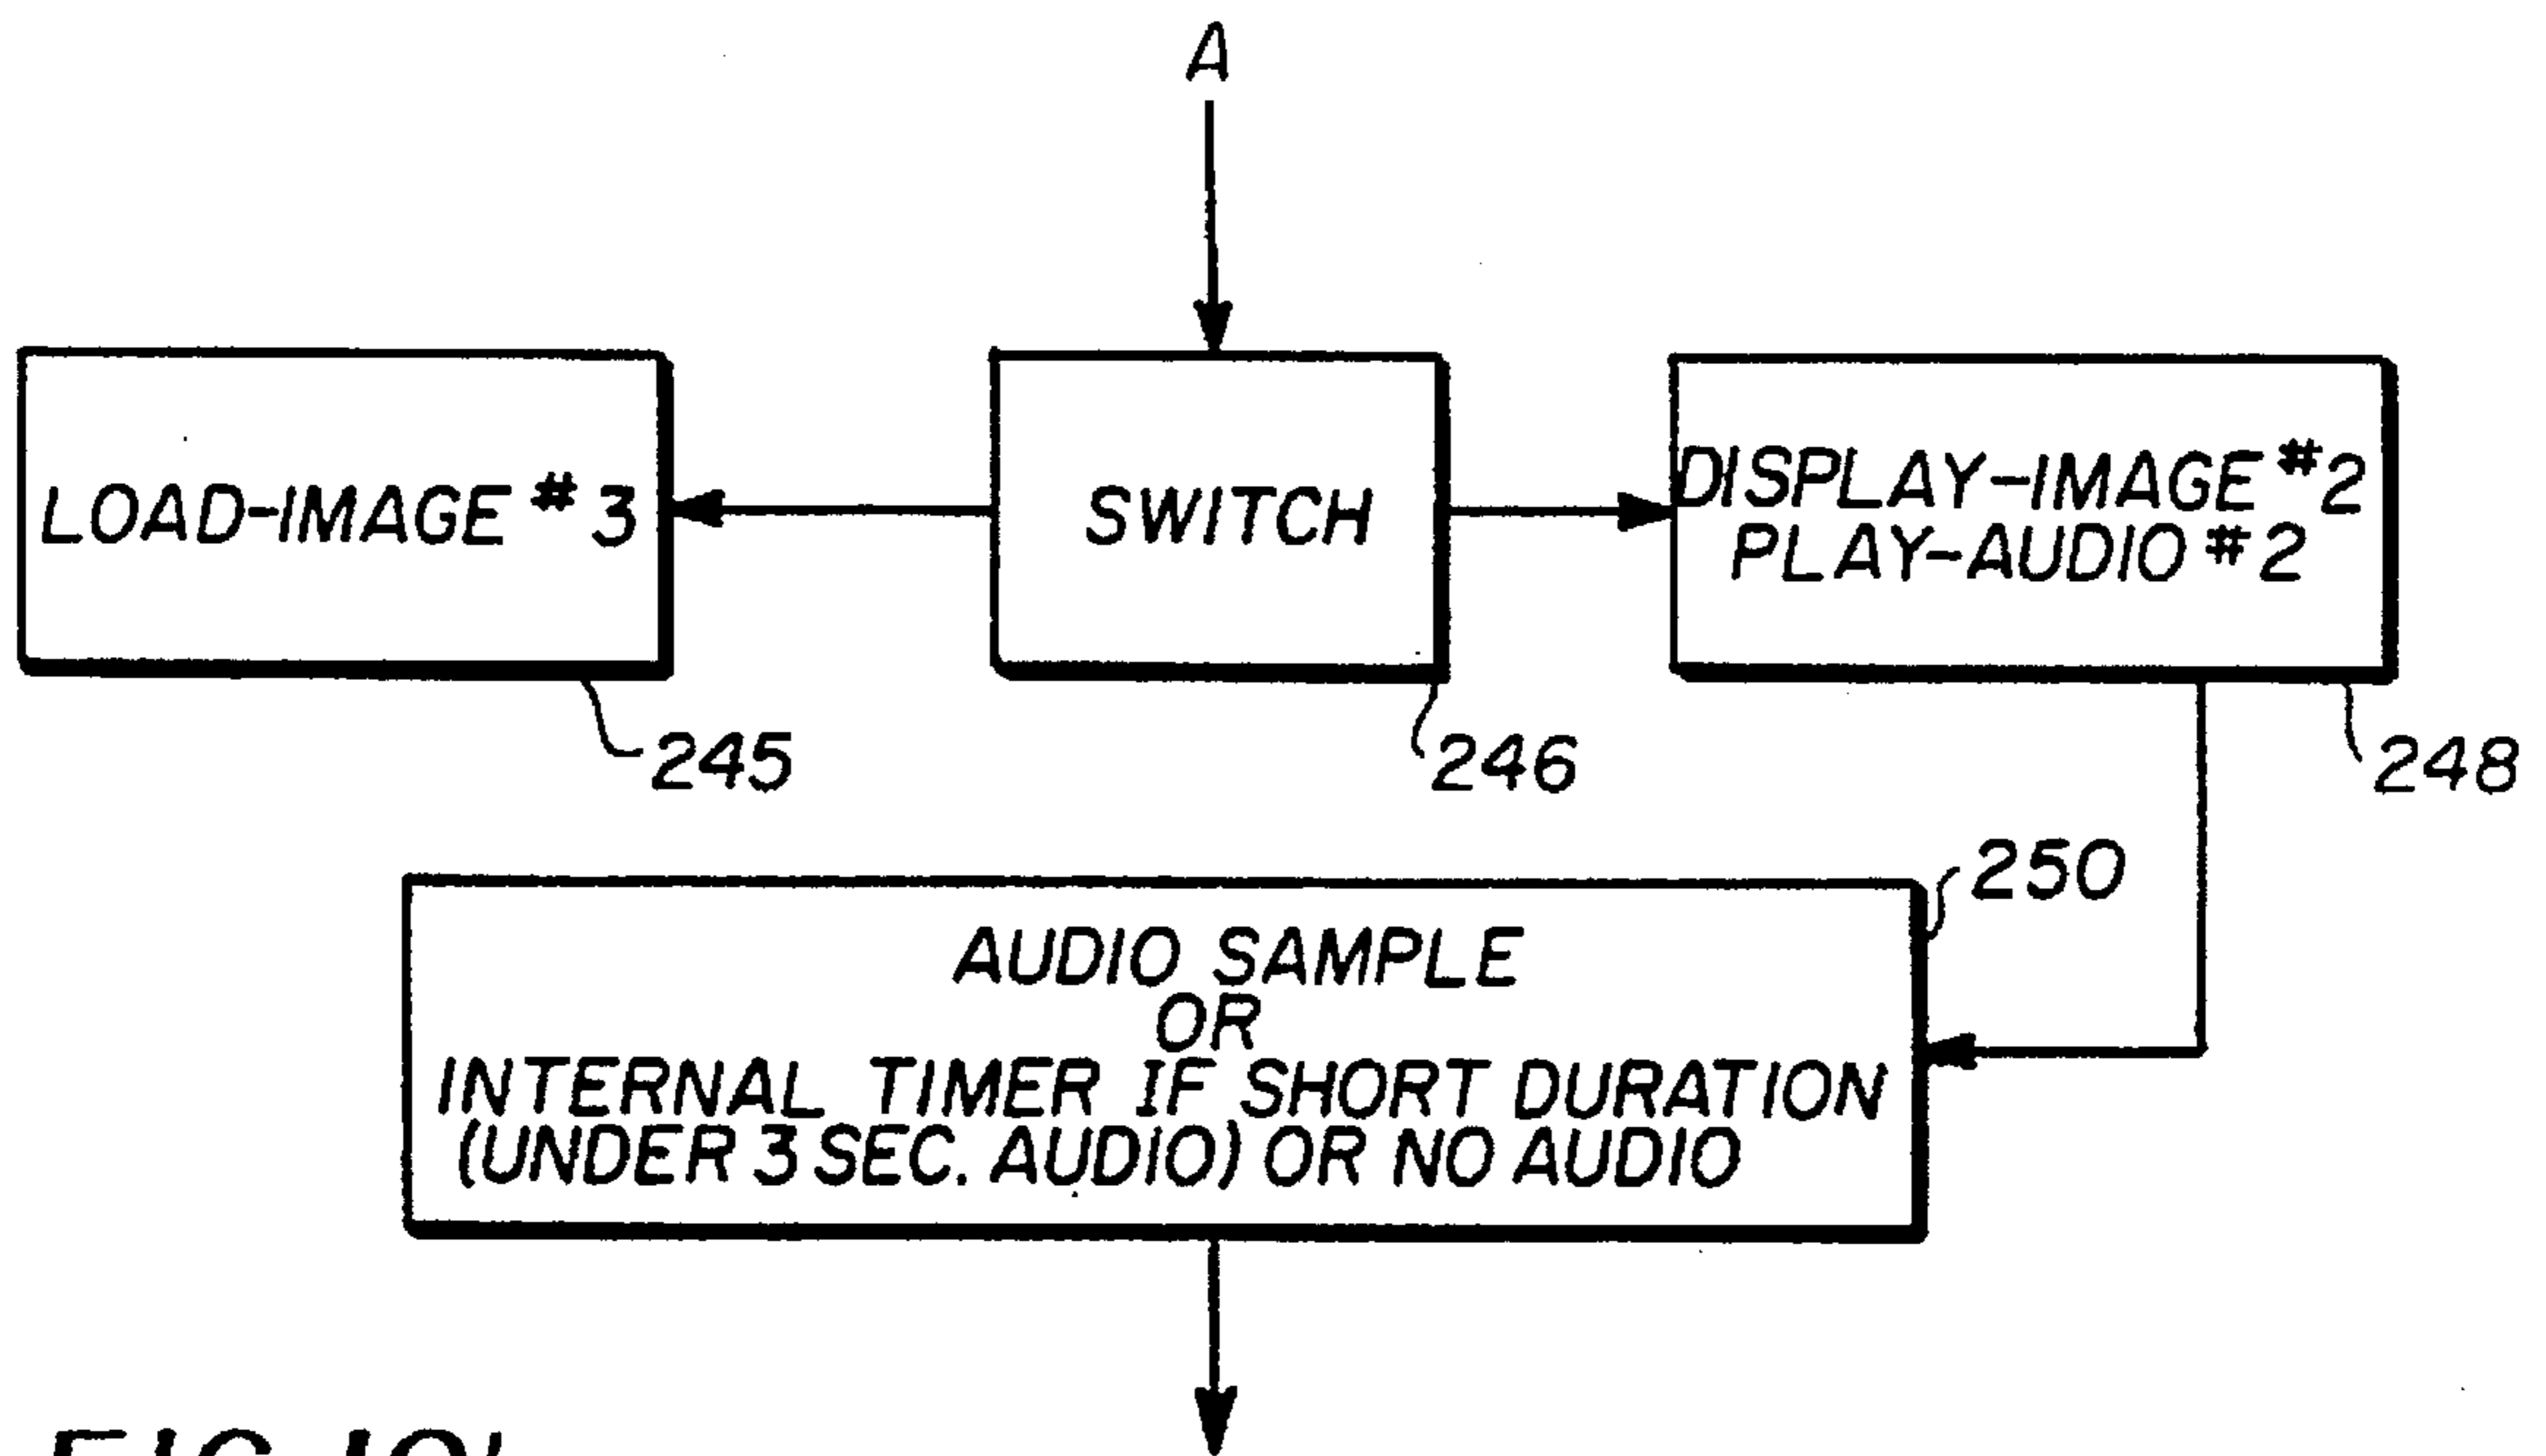 A
LOAD-IMAGE #3
SWITCH
DISPLAY-IMAGE #2
PLAY-AUDIO #2
245
246
248
250
AUDIO SAMPLE
OR
INTERNAL TIMER IF SHORT DURATION
(UNDER 3 SEC. AUDIO) OR NO AUDIO